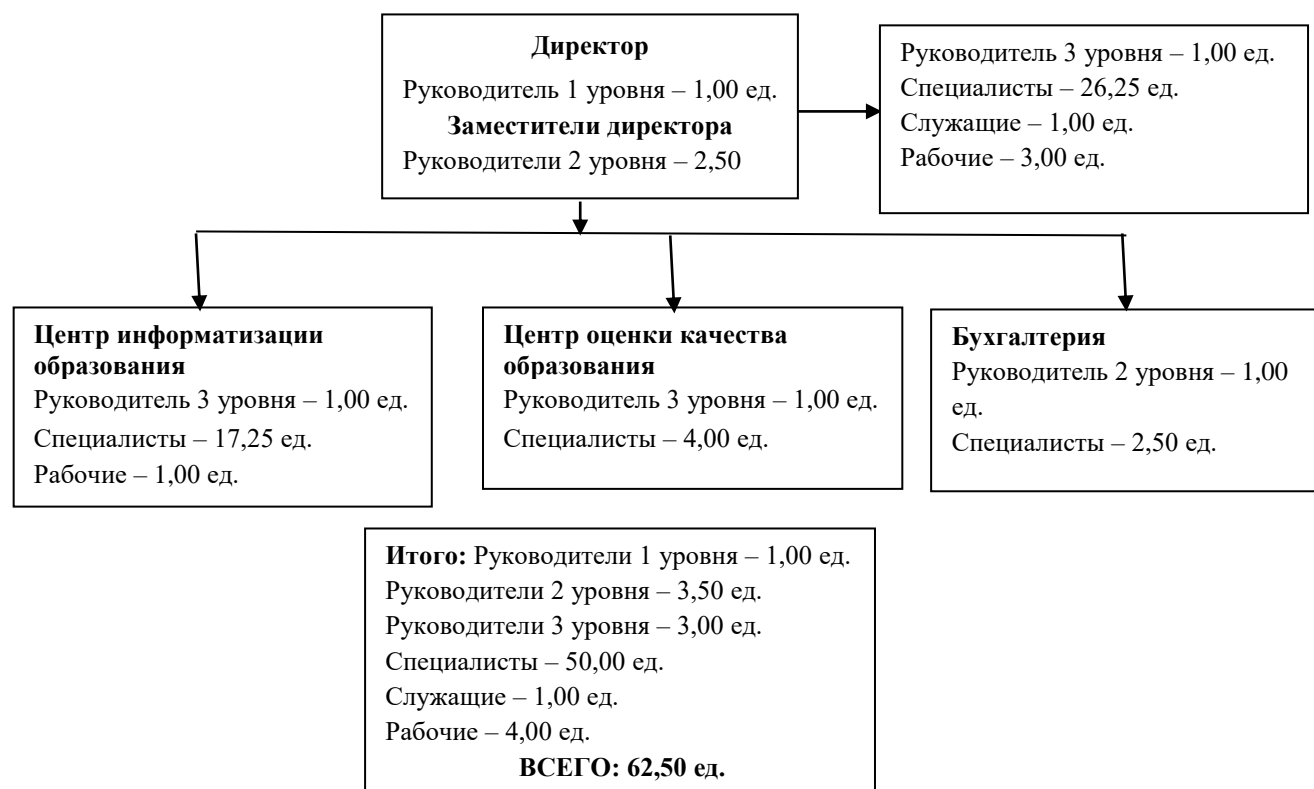 Директор
Руководитель 1 уровня – 1,00 ед.
Заместители директора
Руководители 2 уровня – 2,50
Руководитель 3 уровня – 1,00 ед.
Специалисты – 26,25 ед.
Служащие – 1,00 ед.
Рабочие – 3,00 ед.
Центр информатизации
образования
Руководитель 3 уровня – 1,00 ед.
Специалисты – 17,25 ед.
Рабочие – 1,00 ед.
Центр оценки качества
образования
Руководитель 3 уровня – 1,00 ед.
Специалисты – 4,00 ед.
Бухгалтерия
Руководитель 2 уровня – 1,00
ед.
Специалисты – 2,50 ед.
Итого: Руководители 1 уровня – 1,00 ед.
Руководители 2 уровня – 3,50 ед.
Руководители 3 уровня – 3,00 ед.
Специалисты – 50,00 ед.
Служащие – 1,00 ед.
Рабочие – 4,00 ед.
ВСЕГО: 62,50 ед.